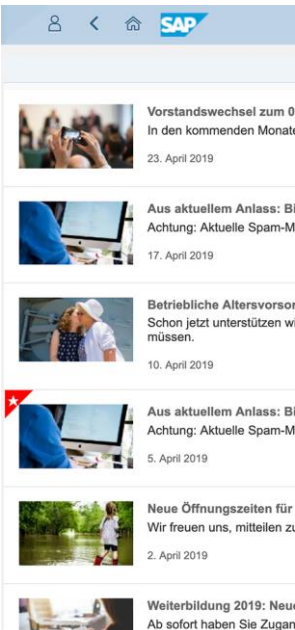 SAP
Vorstandswechsel zum 0
In den kommenden Monate
23. April 2019
Aus aktuellem Anlass: Bi
Achtung: Aktuelle Spam-M
17. April 2019
Betriebliche Altersvorsor
Schon jetzt unterstützen wi
müssen.
10. April 2019
Aus aktuellem Anlass: Bi
Achtung: Aktuelle Spam-M
5. April 2019
Neue Öffnungszeiten für
Wir freuen uns, mitteilen zu
2. April 2019
Weiterbildung 2019: Neue
Ab sofort haben Sie Zugan